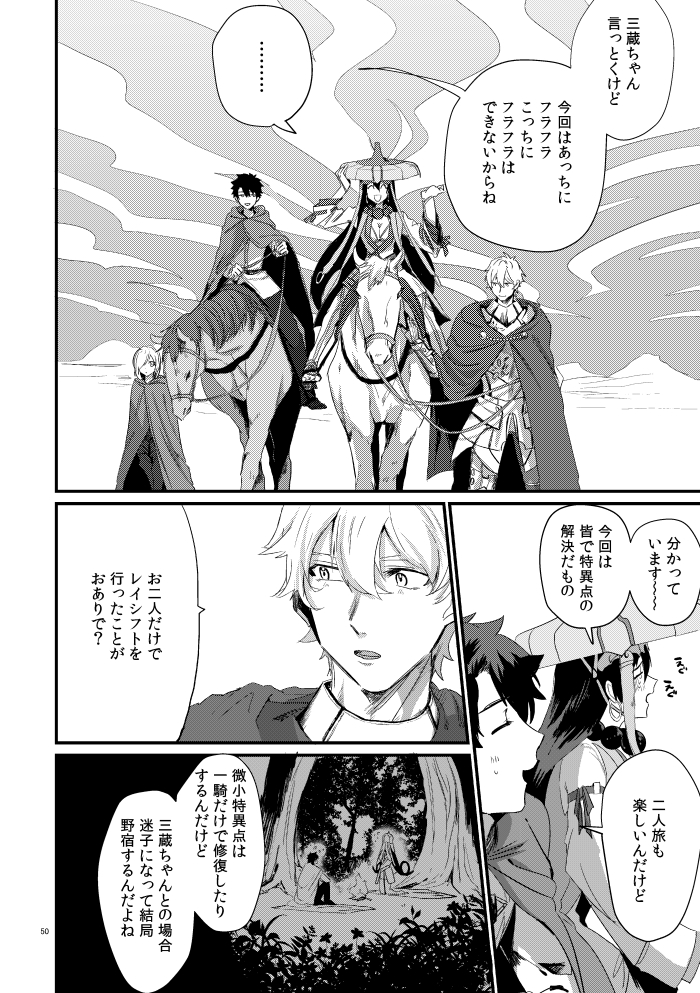 三蔵ちゃん
言っとくけど
今回はあっちに
フラフラ
こっちに
フラフラは
できないからね
………
分かって
います～～
今回は
皆で特異点の
解決だもの
ぐずぐず
二人旅も
楽しいんだけど
お二人だけで
レイシフトを
行ったことが
おありで？
微小特異点は
一騎だけで修復したり
するんだけど
三蔵ちゃんとの場合
迷子になって結局
野宿するんだよね
50